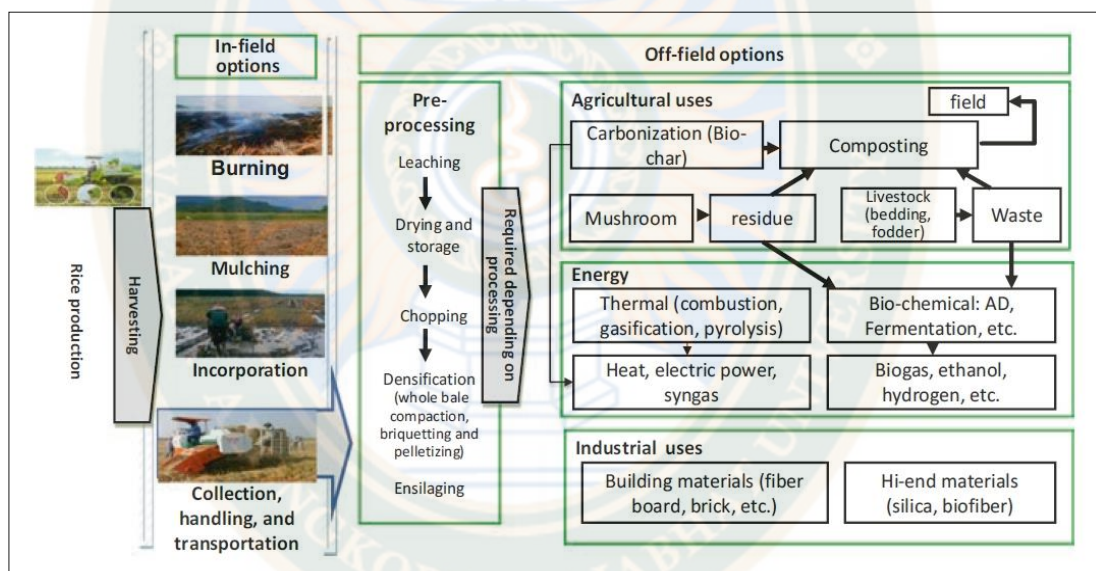 In-field
options
Off-field options
Rice production
Harvesting
Burning
Mulching
Incorporation
Collection,
handling, and
transportation
Pre-
processing
Leaching
Drying and
storage
Chopping
Densification
(whole bale
compaction,
briquetting and
pelletizing)
Ensilaging
Required depending on
processing
Agricultural uses
field
Carbonization (Bio-
char)
Composting
Mushroom
residue
Livestock
(bedding,
fodder)
Waste
Energy
Thermal (combustion,
gasification, pyrolysis)
Bio-chemical: AD,
Fermentation, etc.
Heat, electric power,
syngas
Biogas, ethanol,
hydrogen, etc.
Industrial uses
Building materials (fiber
board, brick, etc.)
Hi-end materials
(silica, biofiber)